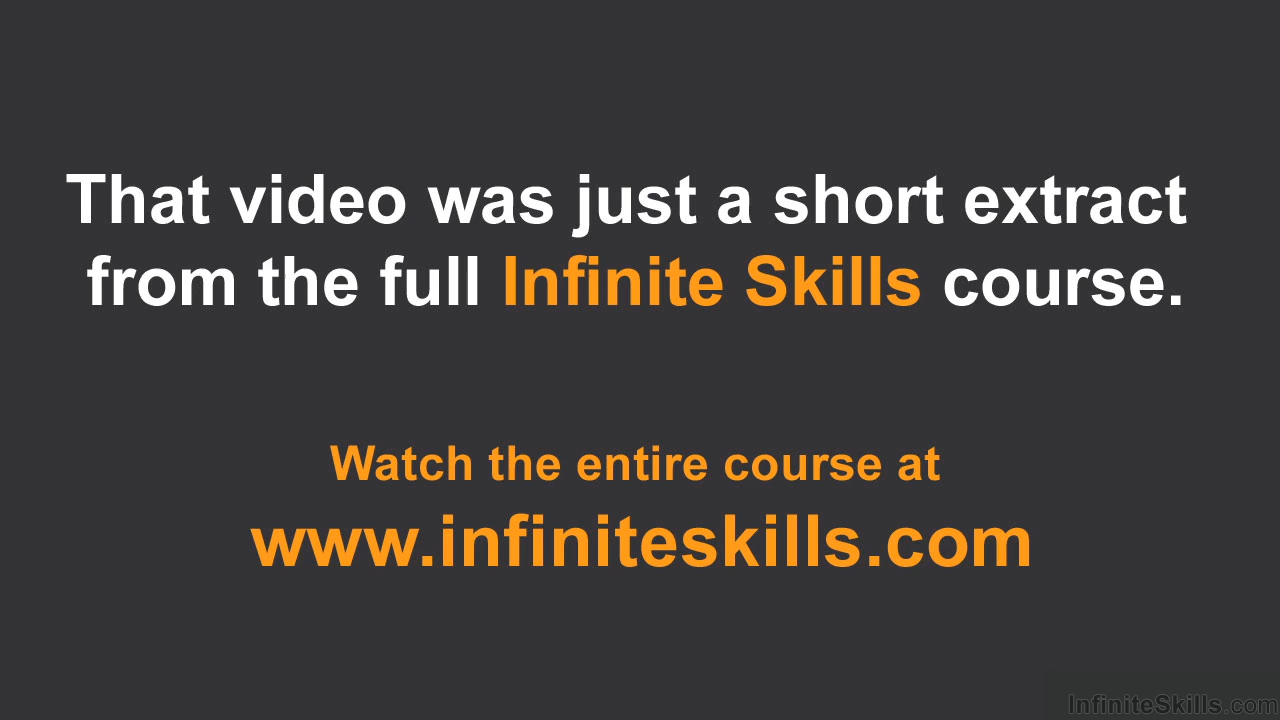 That video was just a short extract
from the full Infinite Skills course.
Watch the entire course at
www.infiniteskills.com
InfiniteSkills.com